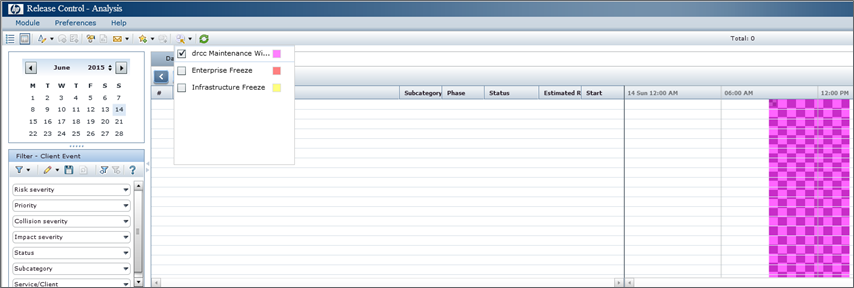 hp Release Control - Analysis
Module Preferences Help
Total: 0
June 2015
M T W T F S S
1 2 3 4 5 6 7
8 9 10 11 12 13 14
15 16 17 18 19 20 21
22 23 24 25 26 27 28
drcc Maintenance Wi...
Enterprise Freeze
Infrastructure Freeze
Da
# Subcategory Phase Status Estimated R Start 14 Sun 12:00 AM 06:00 AM 12:00 PM
Filter - Client Event
Risk severity
Priority
Collision severity
Impact severity
Status
Subcategory
Service/Client